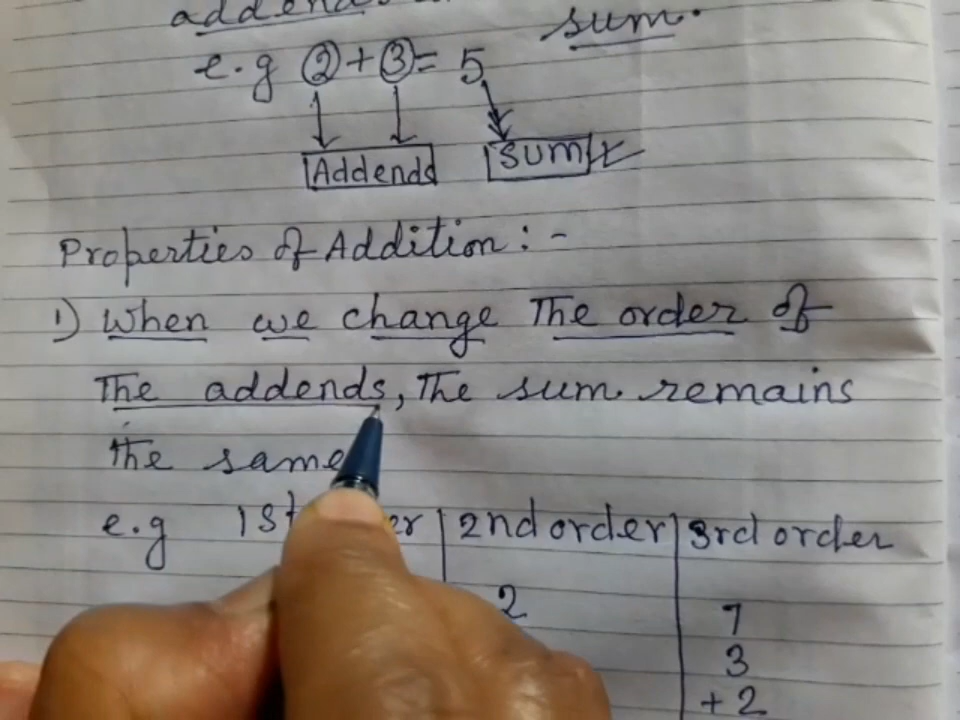 sum.
e.g 2+3= 5
Addends sum
Properties of Addition : -
1) When we change The order of
The addends, The sum remains
the same
e.g 1st 2nd order 3rd order
2 7
3
+2